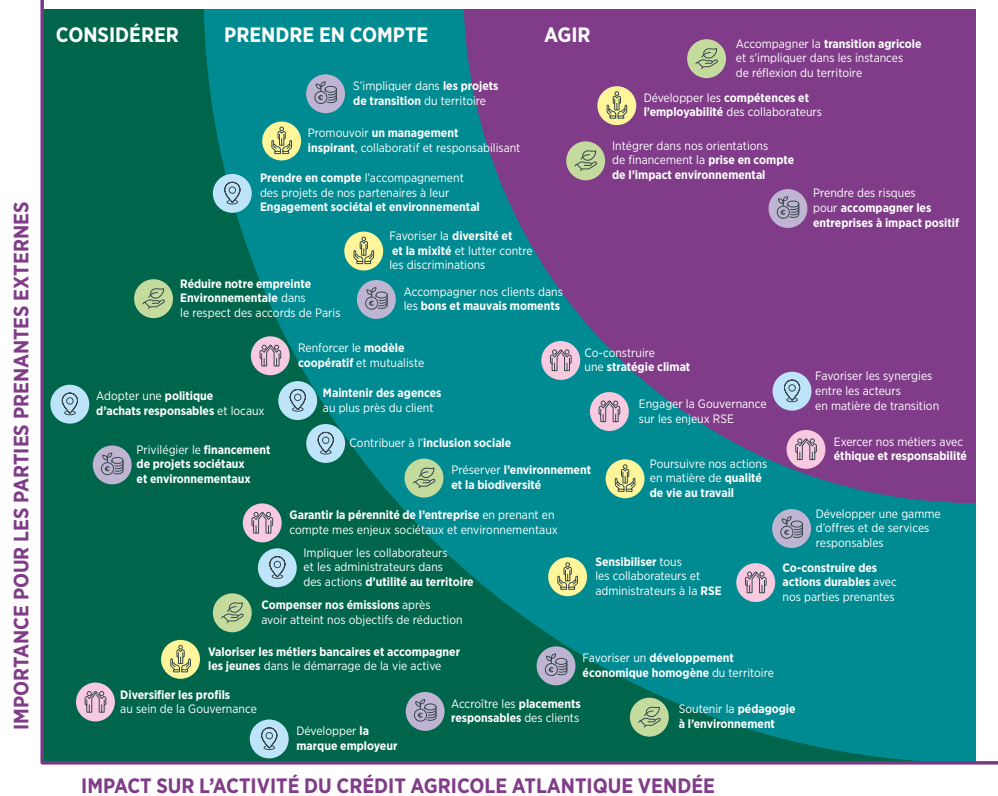 CONSIDÉRER
PRENDRE EN COMPTE
AGIR
Accompagner la transition agricole
et s'impliquer dans les instances
de réflexion du territoire
S'impliquer dans les projets
de transition du territoire
Développer les compétences et
l'employabilité des collaborateurs
Promouvoir un management
inspirant, collaboratif et responsabilisant
Intégrer dans nos orientations
de financement la prise en compte
de l'impact environnemental
Prendre en compte l'accompagnement
des projets de nos partenaires à leur
Engagement sociétal et environnemental
Prendre des risques
pour accompagner les
entreprises à impact positif
Favoriser la diversité et
et la mixité et lutter contre
les discriminations
Réduire notre empreinte
Environnementale dans
le respect des accords de Paris
Accompagner nos clients dans
les bons et mauvais moments
Renforcer le modèle
coopératif et mutualiste
Co-construire
une stratégie climat
Adopter une politique
d'achats responsables et locaux
Maintenir des agences
au plus près du client
Engager la Gouvernance
sur les enjeux RSE
Favoriser les synergies
entre les acteurs
en matière de transition
Privilégier le financement
de projets sociétaux
et environnementaux
Contribuer à l'inclusion sociale
Exercer nos métiers avec
éthique et responsabilité
Préserver l'environnement
et la biodiversité
Poursuivre nos actions
en matière de qualité
de vie au travail
Garantir la pérennité de l'entreprise en prenant en
compte mes enjeux sociétaux et environnementaux
Développer une gamme
d'offres et de services
responsables
Impliquer les collaborateurs
et les administrateurs dans
des actions d'utilité au territoire
Sensibiliser tous
les collaborateurs et
administrateurs à la RSE
Co-construire des
actions durables avec
nos parties prenantes
Compenser nos émissions après
avoir atteint nos objectifs de réduction
Valoriser les métiers bancaires et accompagner
les jeunes dans le démarrage de la vie active
Favoriser un développement
économique homogène du territoire
Diversifier les profils
au sein de la Gouvernance
Accroître les placements
responsables des clients
Soutenir la pédagogie
à l'environnement
Développer la
marque employeur
IMPORTANCE POUR LES PARTIES PRENANTES EXTERNES
IMPACT SUR L'ACTIVITÉ DU CRÉDIT AGRICOLE ATLANTIQUE VENDÉE